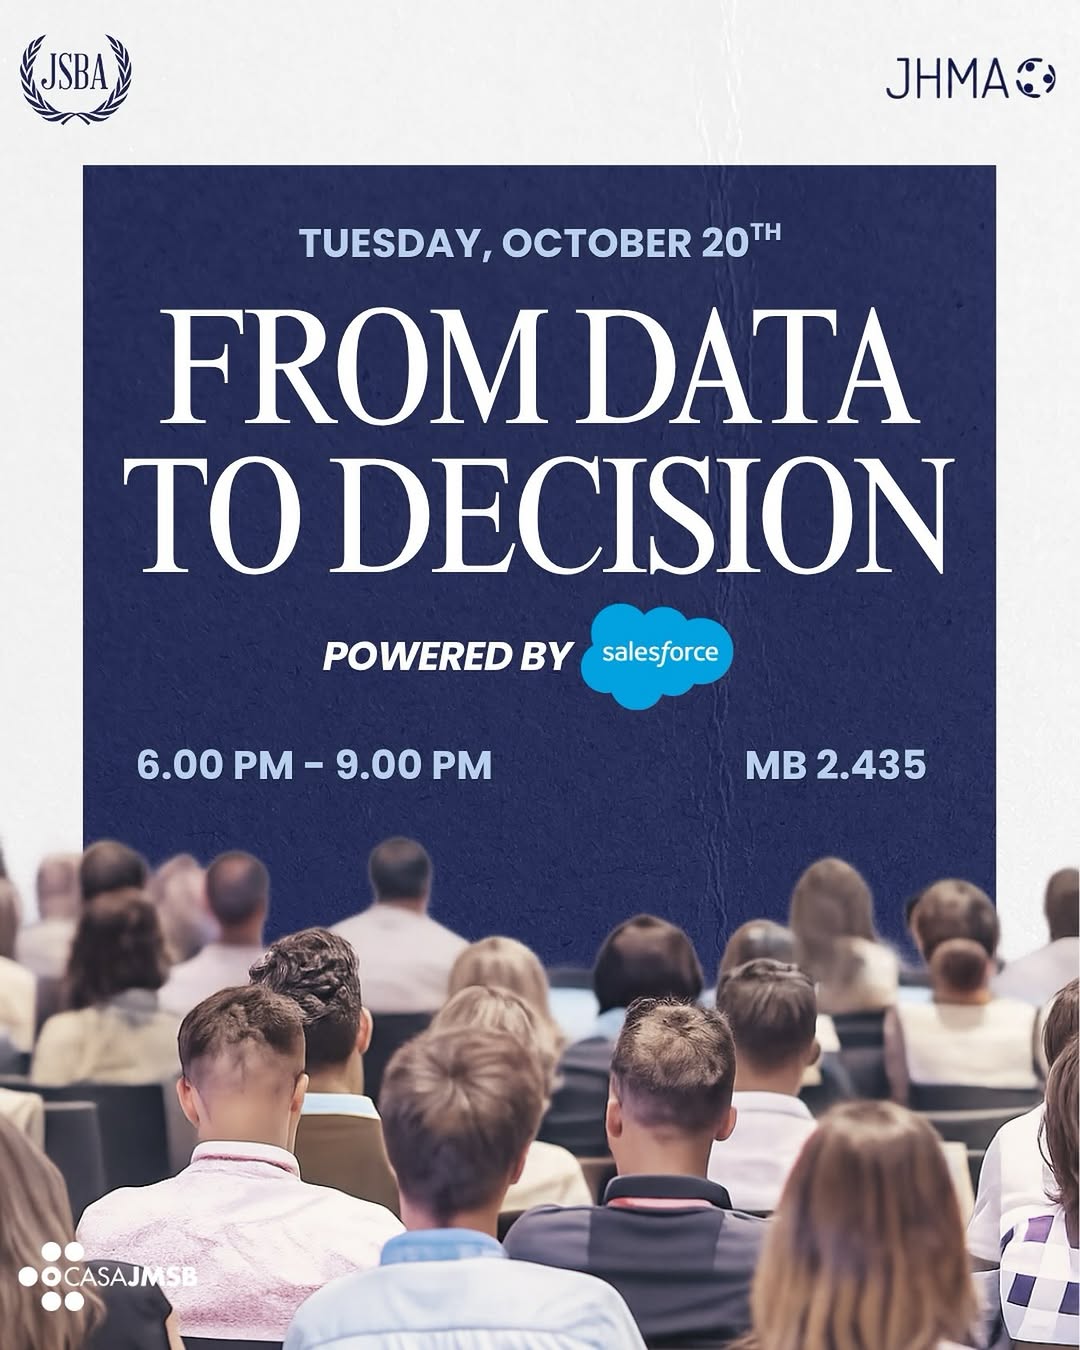 JSBA
JHMA
TUESDAY, OCTOBER 20TH
FROM DATA
TO DECISION
POWERED BY salesforce
6.00 PM – 9.00 PM MB 2.435
CASAJMSB